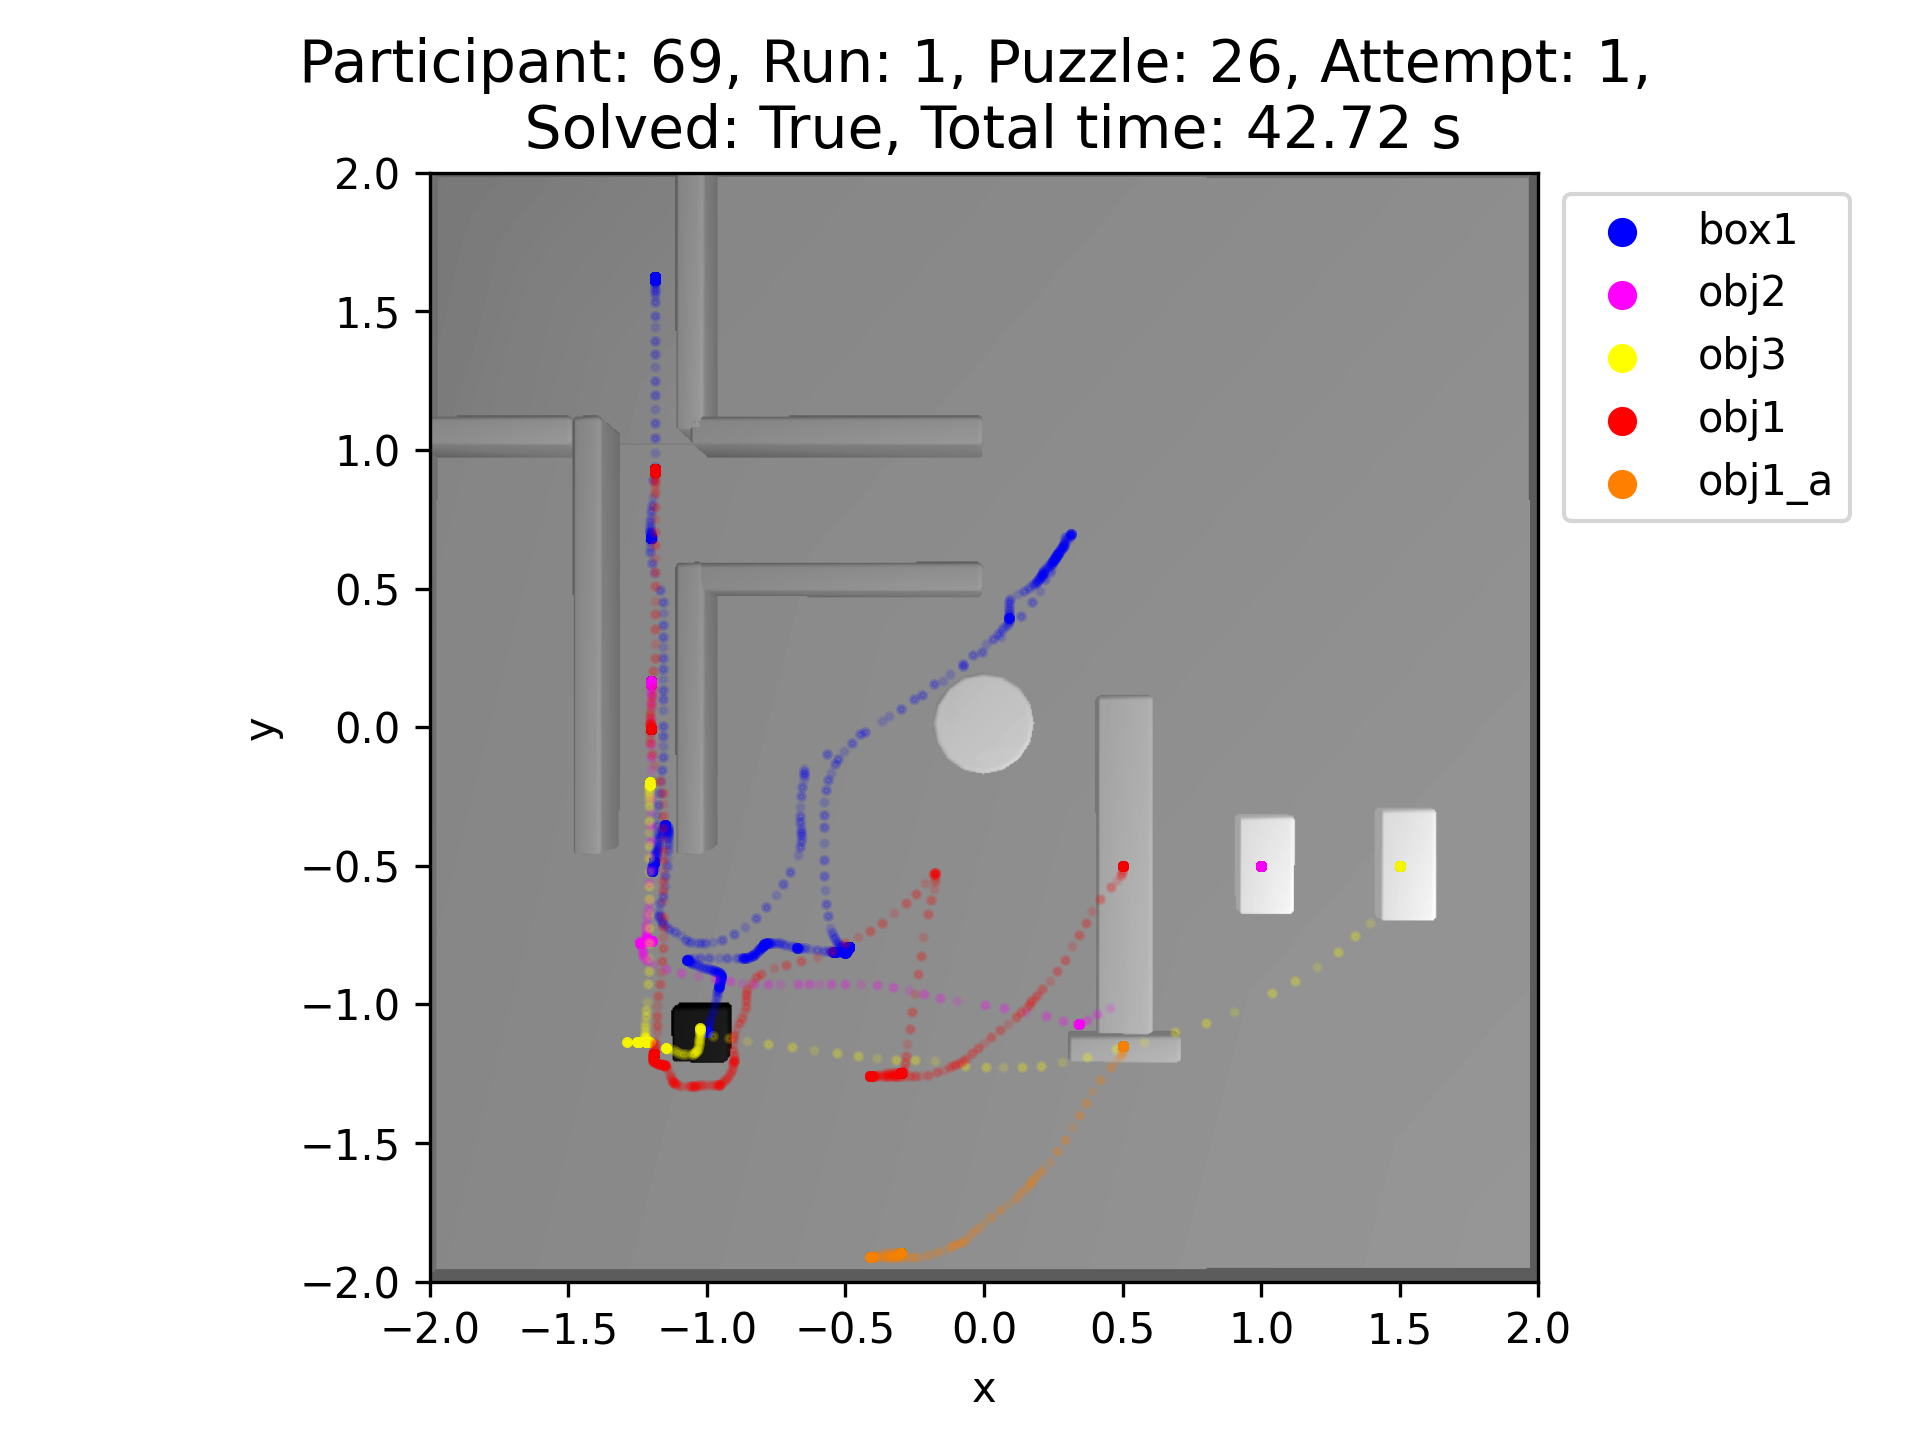 Participant: 69, Run: 1, Puzzle: 26, Attempt: 1,
Solved: True, Total time: 42.72 s
2.0
1.5
1.0
0.5
0.0
−0.5
−1.0
−1.5
−2.0
y
−2.0 −1.5 −1.0 −0.5 0.0 0.5 1.0 1.5 2.0
x
box1
obj2
obj3
obj1
obj1_a